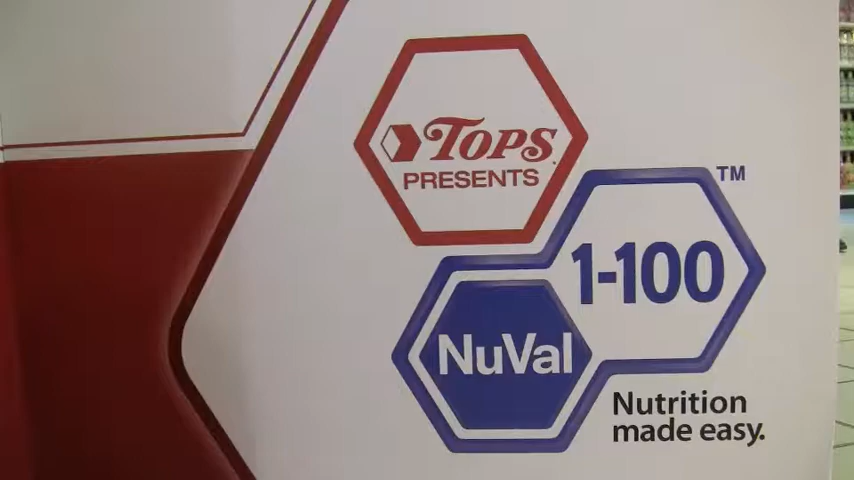 TOPS
PRESENTS
TM
1-100
NuVal
Nutrition
made easy.